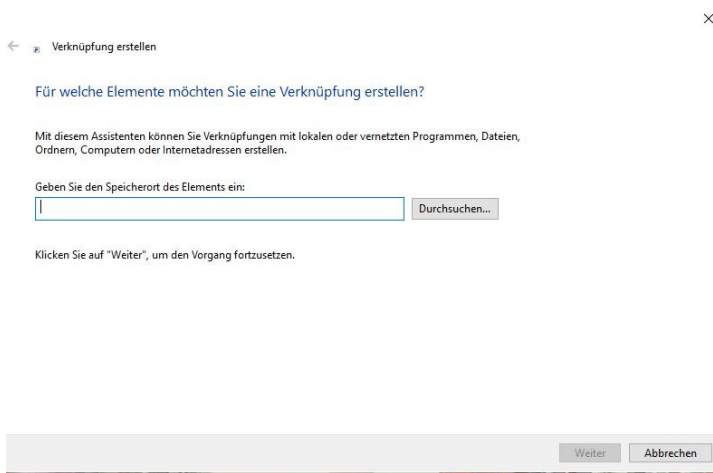 Verknüpfung erstellen
Für welche Elemente möchten Sie eine Verknüpfung erstellen?
Mit diesem Assistenten können Sie Verknüpfungen mit lokalen oder vernetzten Programmen, Dateien,
Ordnern, Computern oder Internetadressen erstellen.
Geben Sie den Speicherort des Elements ein:
Durchsuchen...
Klicken Sie auf "Weiter", um den Vorgang fortzusetzen.
Weiter Abbrechen